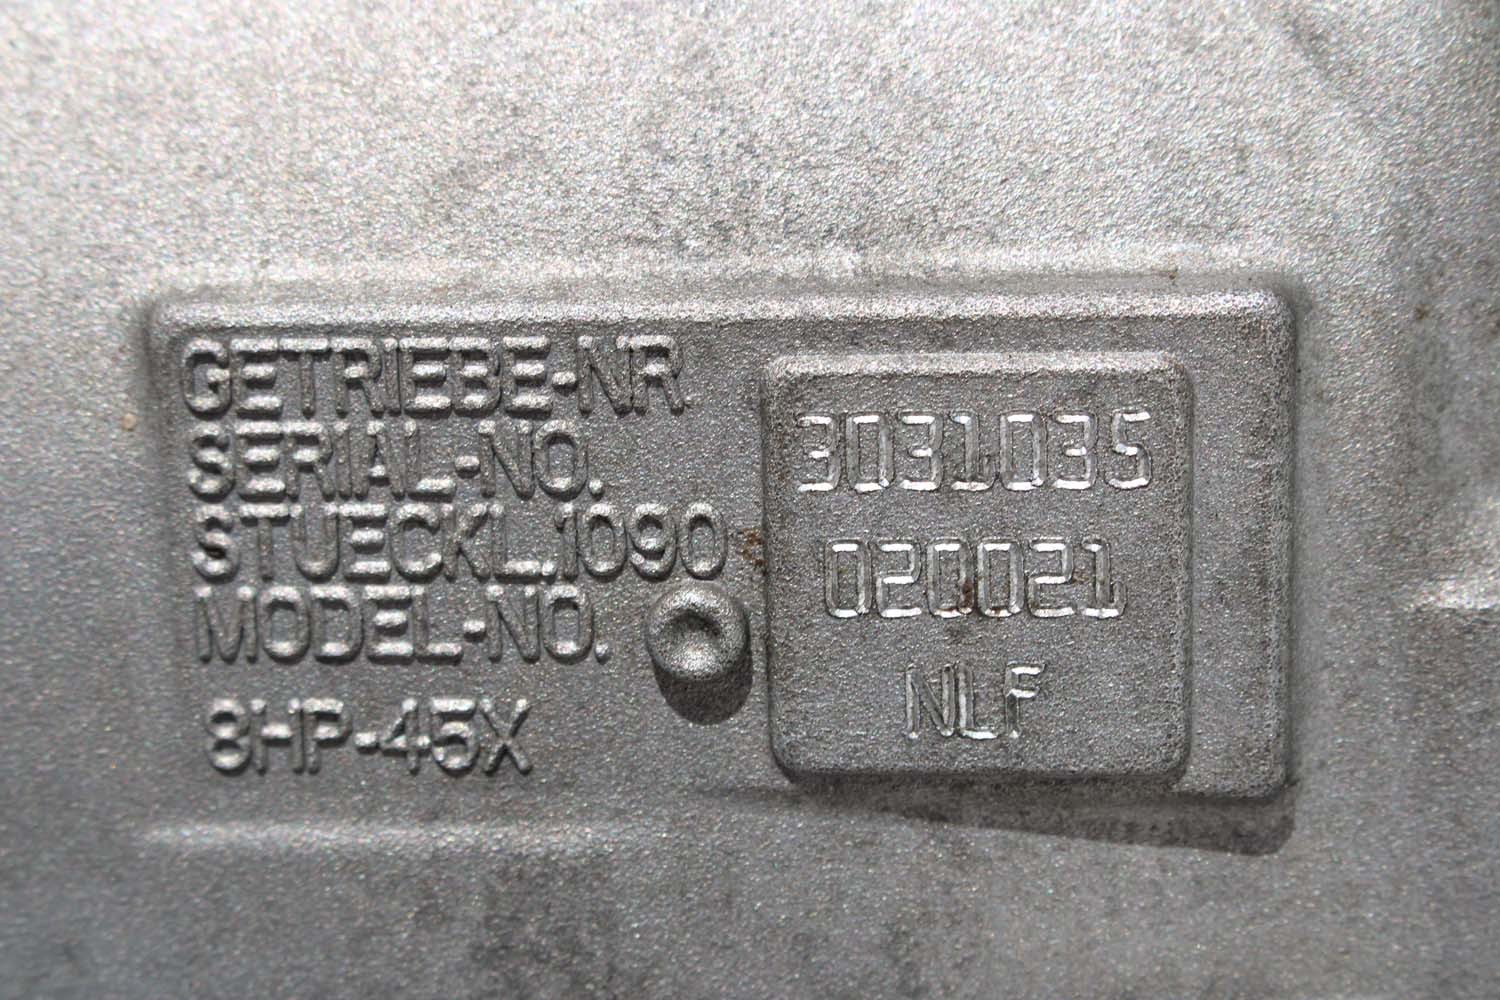 GETRIEBE-NR.
SERIAL-NO.
3031035
STUECKL.1090
020021
MODEL-NO.
NLF
8HP-45X